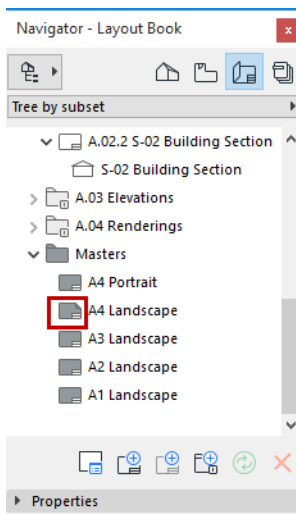 Navigator - Layout Book
x
Tree by subset
A.02.2 S-02 Building Section
S-02 Building Section
A.03 Elevations
A.04 Renderings
Masters
A4 Portrait
A4 Landscape
A3 Landscape
A2 Landscape
A1 Landscape
Properties